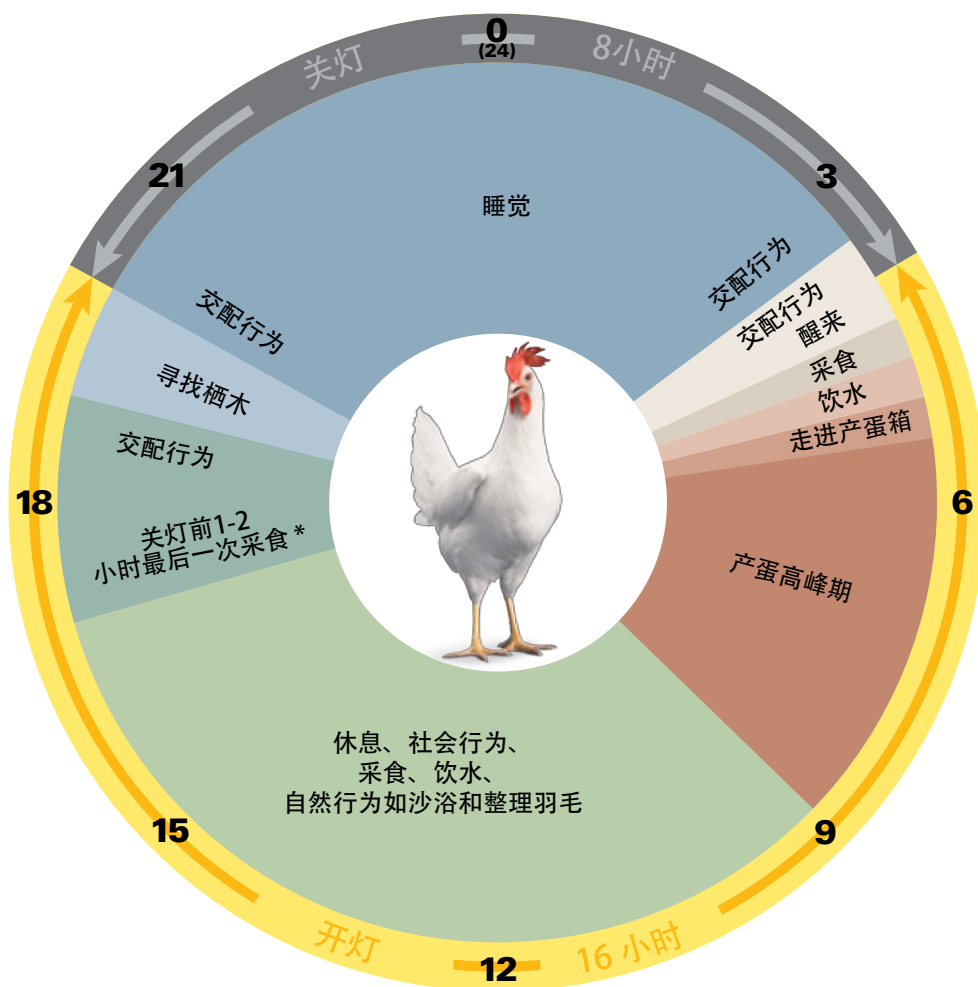 0
(24)
关灯
8小时
21
3
睡觉
交配行为
交配行为
醒来
采食
饮水
走进产蛋箱
交配行为
寻找栖木
交配行为
18
关灯前1-2
小时最后一次采食*
6
产蛋高峰期
休息、社会行为、
采食、饮水、
自然行为如沙浴和整理羽毛
15
9
开灯
16 小时
12